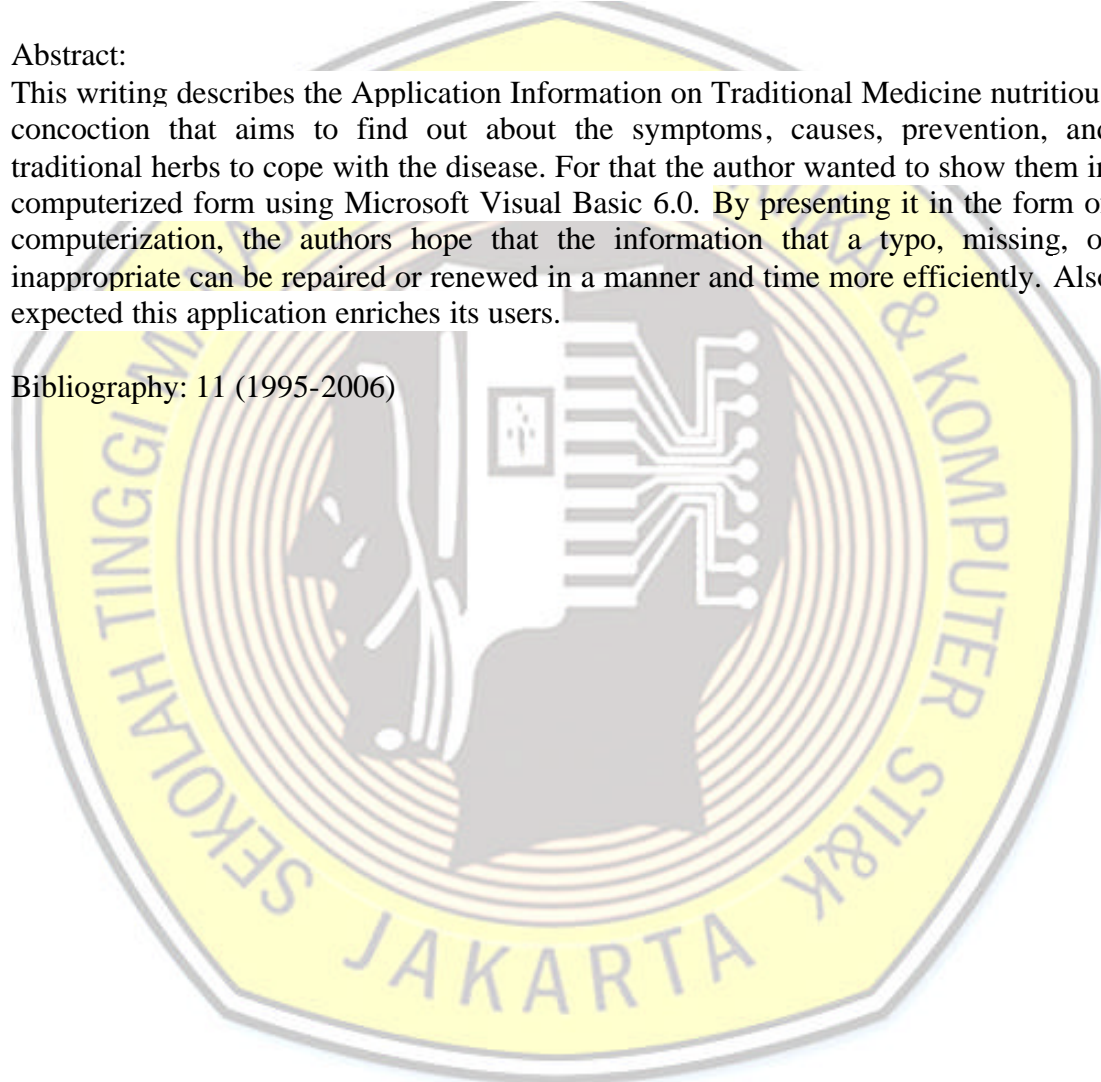 Abstract:
This writing describes the Application Information on Traditional Medicine nutritiou
concoction that aims to find out about the symptoms, causes, prevention, and
traditional herbs to cope with the disease. For that the author wanted to show them in
computerized form using Microsoft Visual Basic 6.0. By presenting it in the form of
computerization, the authors hope that the information that a typo, missing, o
inappropriate can be repaired or renewed in a manner and time more efficiently. Also
expected this application enriches its users.
Bibliography: 11 (1995-2006)
SEKOLAH TINGGI MA IKA & KOMPUTER STI&K
JAKARTA